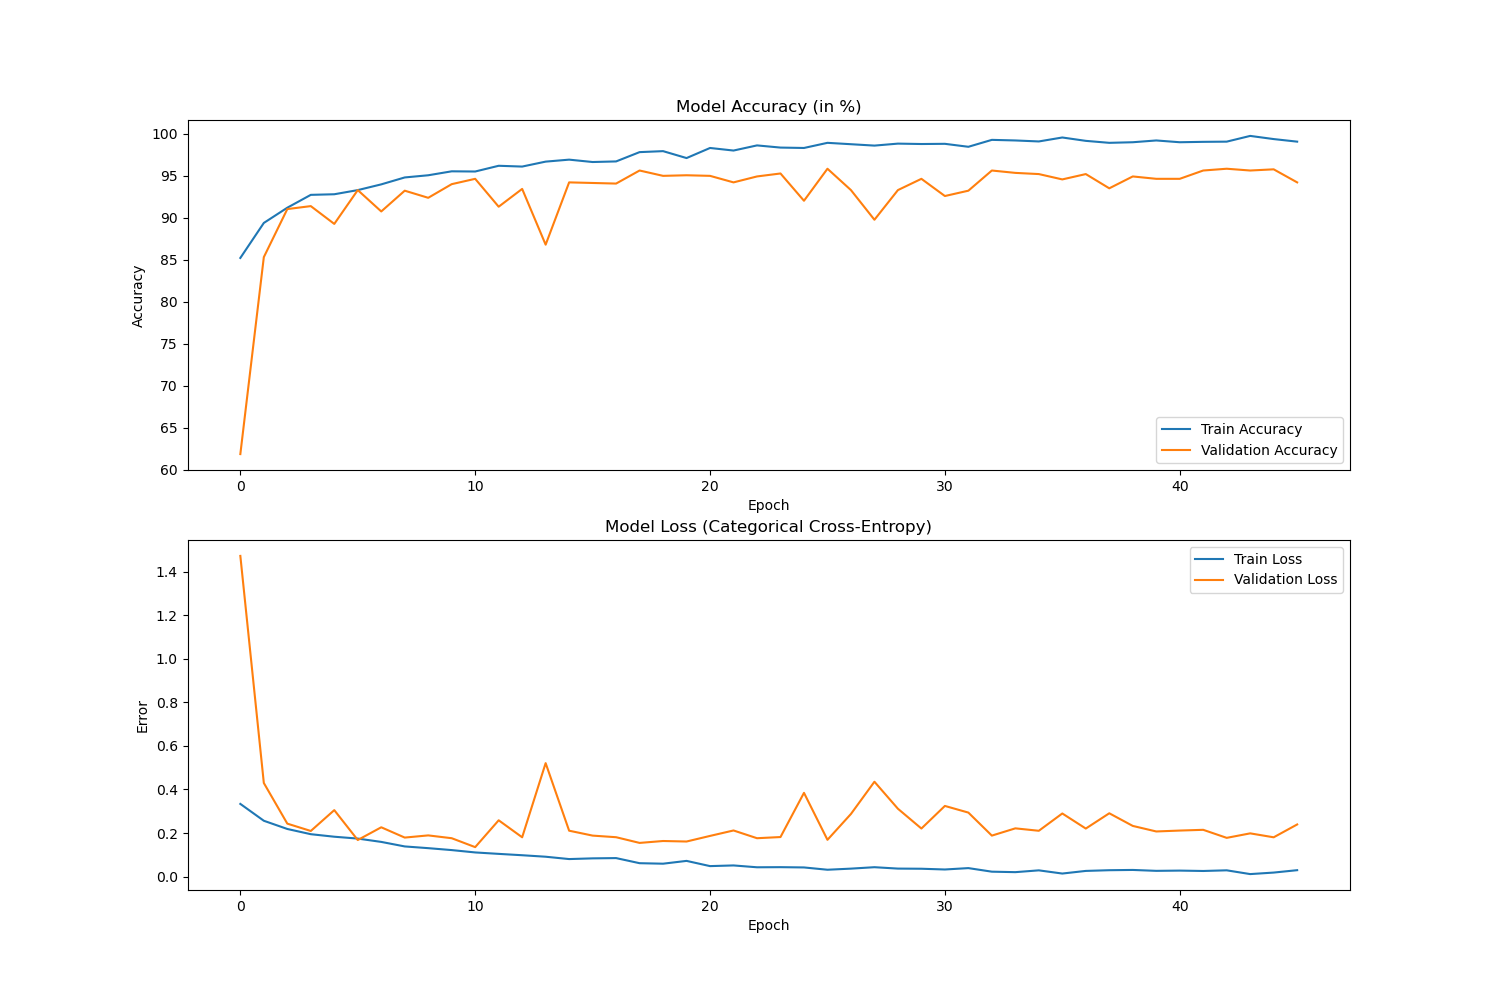 Model Accuracy (in %)
100
95
90
85
80
75
70
65
60
Accuracy
Train Accuracy
Validation Accuracy
0 10 20 30 40
Epoch
Model Loss (Categorical Cross-Entropy)
1.4
1.2
1.0
0.8
0.6
0.4
0.2
0.0
Error
Train Loss
Validation Loss
0 10 20 30 40
Epoch